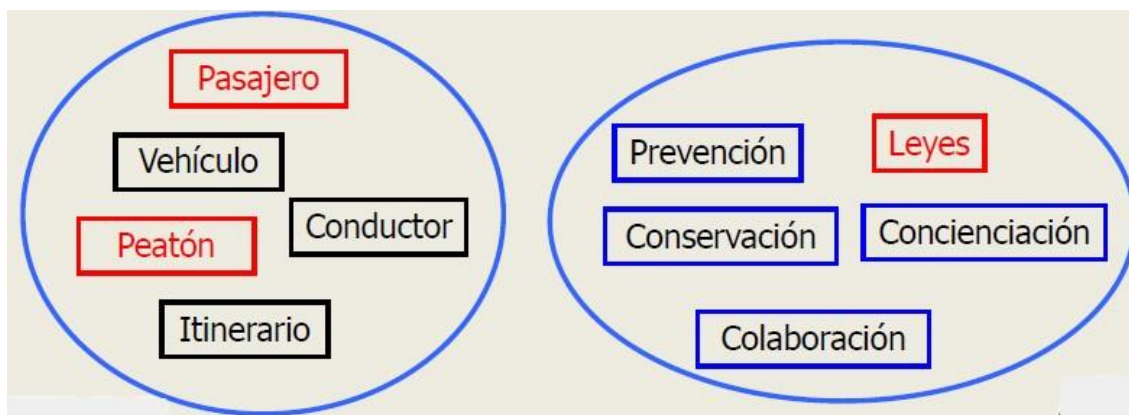 Pasajero
Vehículo
Conductor
Peatón
Itinerario
Prevención
Leyes
Conservación
Concienciación
Colaboración